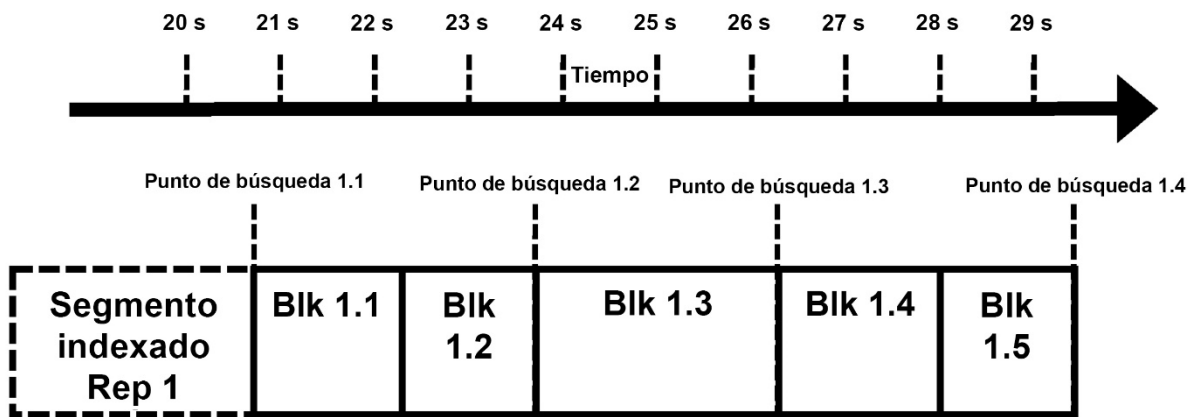 20 s 21 s 22 s 23 s 24 s 25 s 26 s 27 s 28 s 29 s
Tiempo
Punto de búsqueda 1.1 Punto de búsqueda 1.2 Punto de búsqueda 1.3 Punto de búsqueda 1.4
Segmento
indexado
Rep 1
Blk 1.1
Blk
1.2
Blk 1.3
Blk 1.4
Blk
1.5